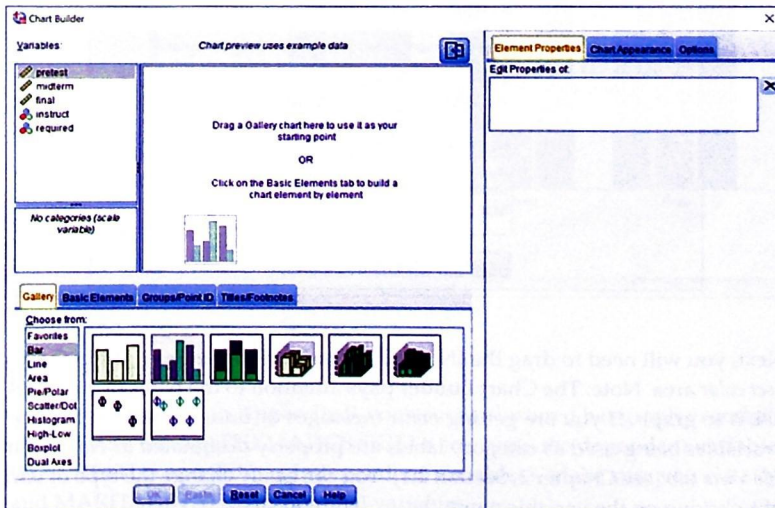 Chart Builder
Variables:
Chart preview uses example data
pretest
midterm
final
instruct
required
No categories (scale
variable)
Drag a Gallery chart here to use it as your
starting point
OR
Click on the Basic Elements tab to build a
chart element by element
Element Properties
Chart Appearance
Options
Edit Properties of:
Gallery
Basic Elements
Groups/Point ID
Titles/Footnotes
Choose from:
Favorites
Bar
Line
Area
Pie/Polar
Scatter/Dot
Histogram
High-Low
Boxplot
Dual Axes
OK
Paste
Reset
Cancel
Help